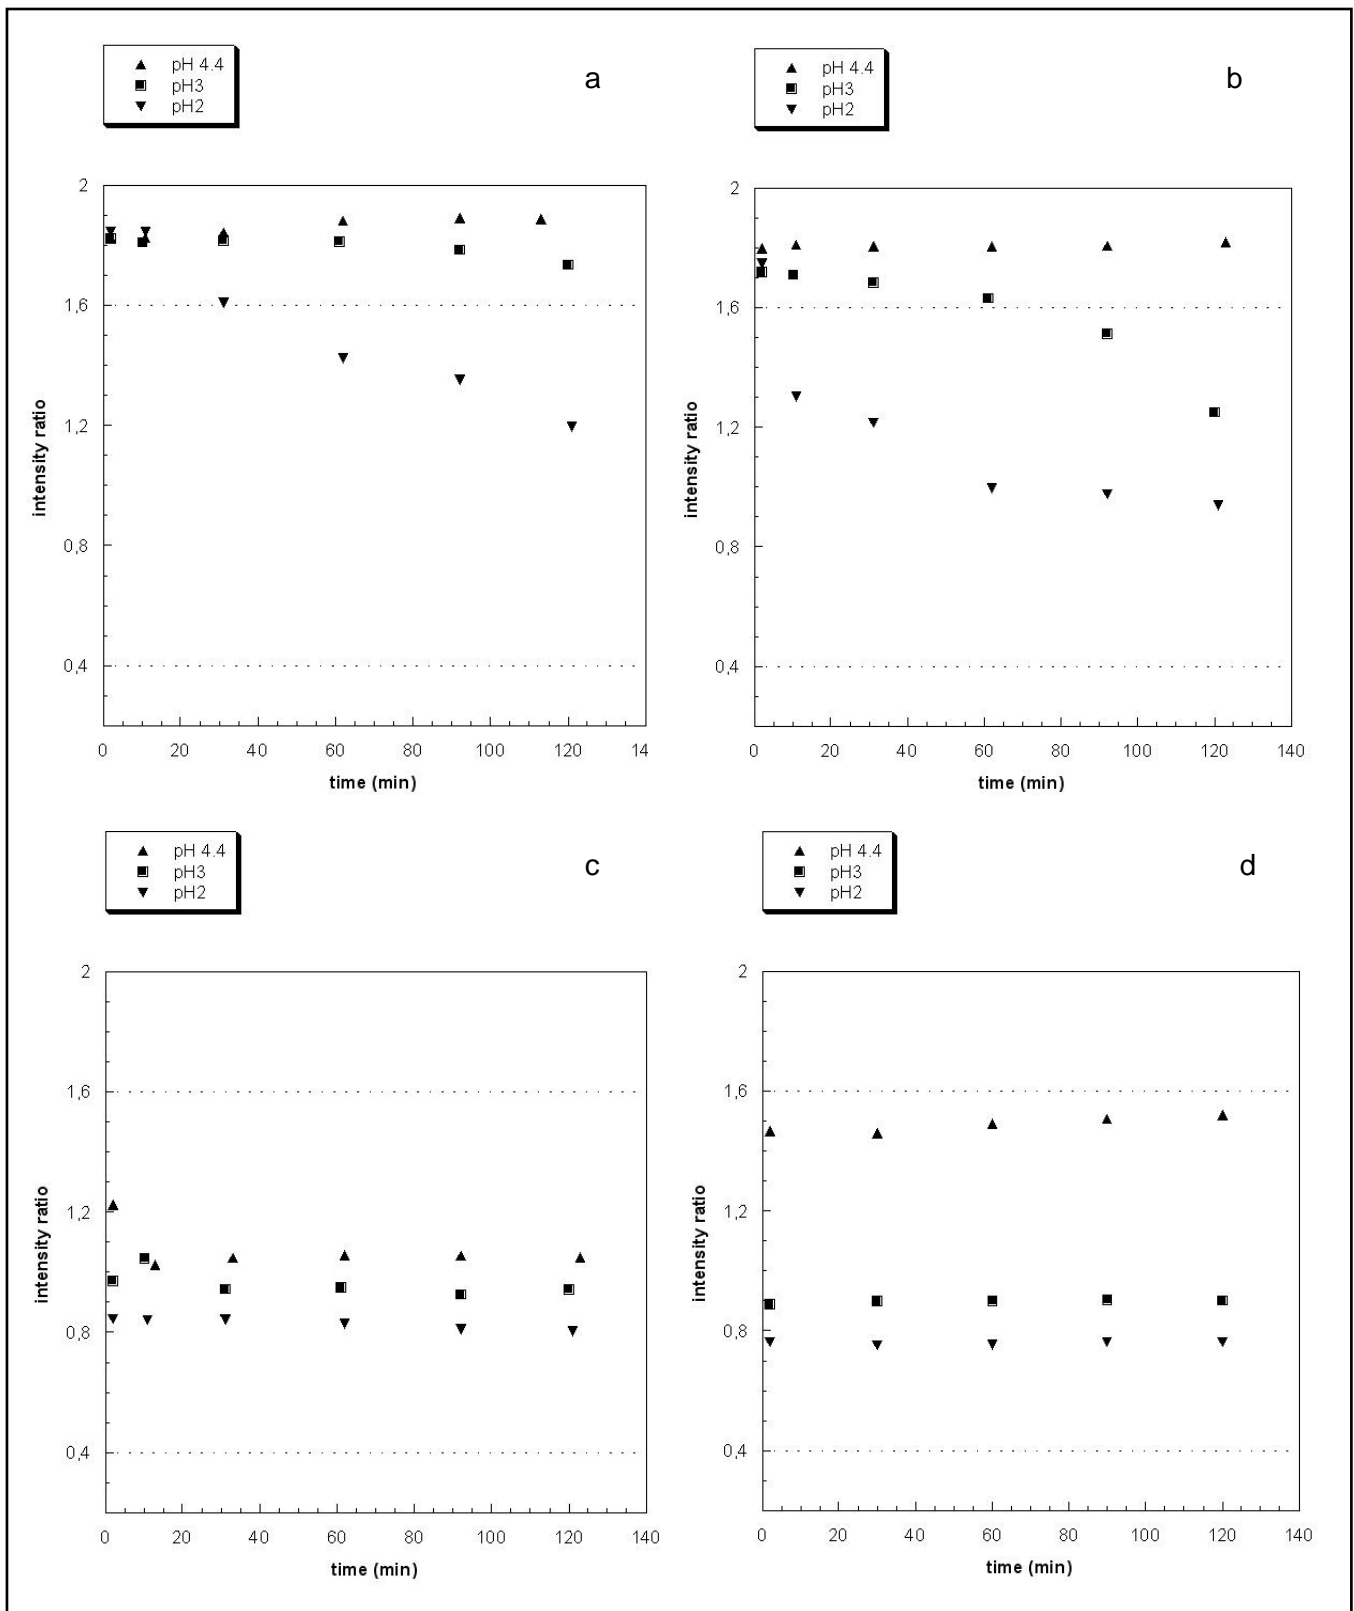 pH 4.4
pH3
pH2
a
2
1,6
1,2
0,8
0,4
intensity ratio
0 20 40 60 80 100 120 14
time (min)
pH 4.4
pH3
pH2
b
2
1,6
1,2
0,8
0,4
intensity ratio
0 20 40 60 80 100 120 140
time (min)
pH 4.4
pH3
pH2
c
2
1,6
1,2
0,8
0,4
intensity ratio
0 20 40 60 80 100 120 140
time (min)
pH 4.4
pH3
pH2
d
2
1,6
1,2
0,8
0,4
intensity ratio
0 20 40 60 80 100 120 140
time (min)